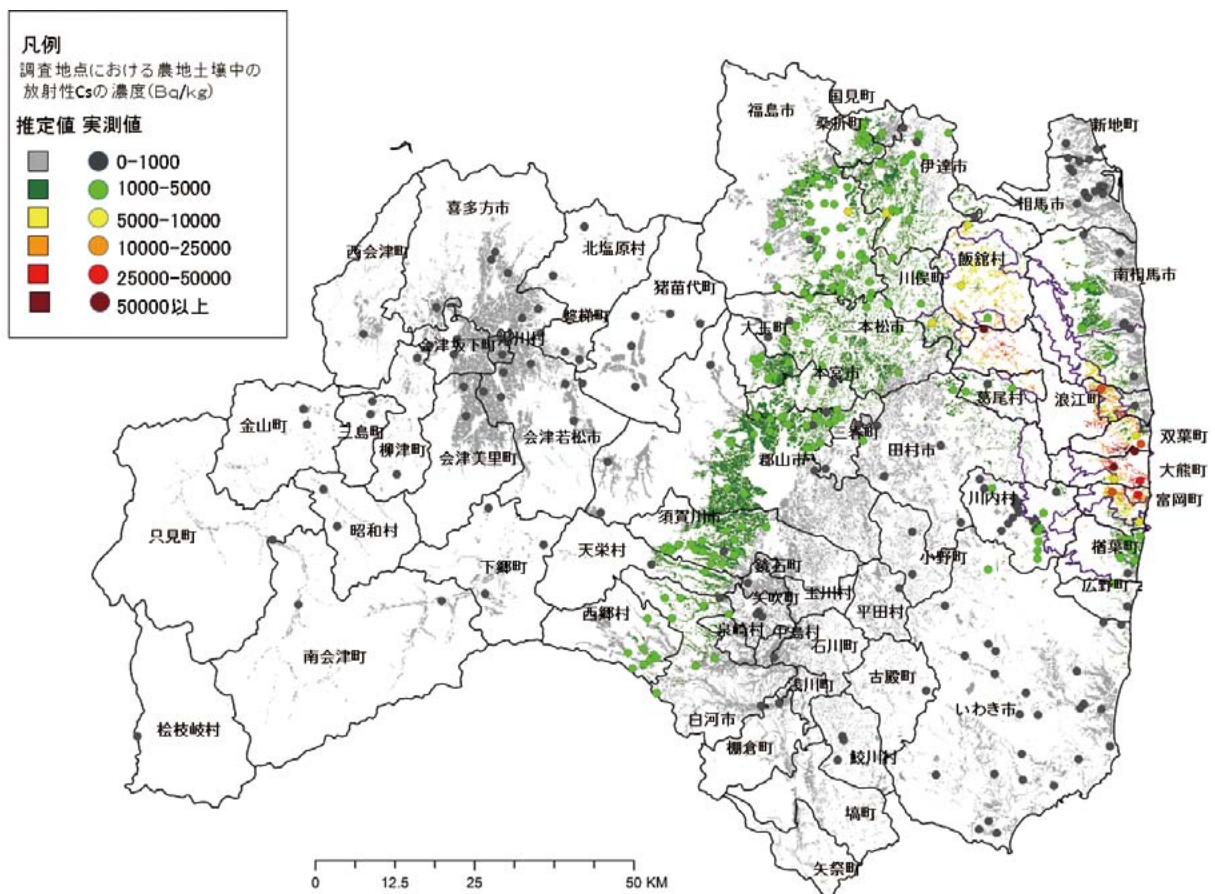 凡例
調査地点における農地土壌中の
放射性Csの濃度(Bq/kg)
推定値 実測値
0-1000
1000-5000
5000-10000
10000-25000
25000-50000
50000以上
福島市
国見町
桑折町
伊達市
新地町
相馬市
喜多方市
北塩原村
西会津町
猪苗代町
磐梯町
飯舘村
川俣町
南相馬市
大玉村
二本松市
会津坂下町
湯川村
本宮市
葛尾村
浪江町
金山町
三島町
柳津町
会津美里町
会津若松市
郡山市
三春町
田村市
双葉町
大熊町
富岡町
川内村
只見町
昭和村
須賀川市
天栄村
下郷町
小野町
楢葉町
鏡石町
広野町
西郷村
矢吹町
玉川村
平田村
泉崎村
中島村
石川町
南会津町
古殿町
浅川町
いわき市
白河市
棚倉町
桧枝岐村
鮫川村
塙町
矢祭町
0 12.5 25 50 KM